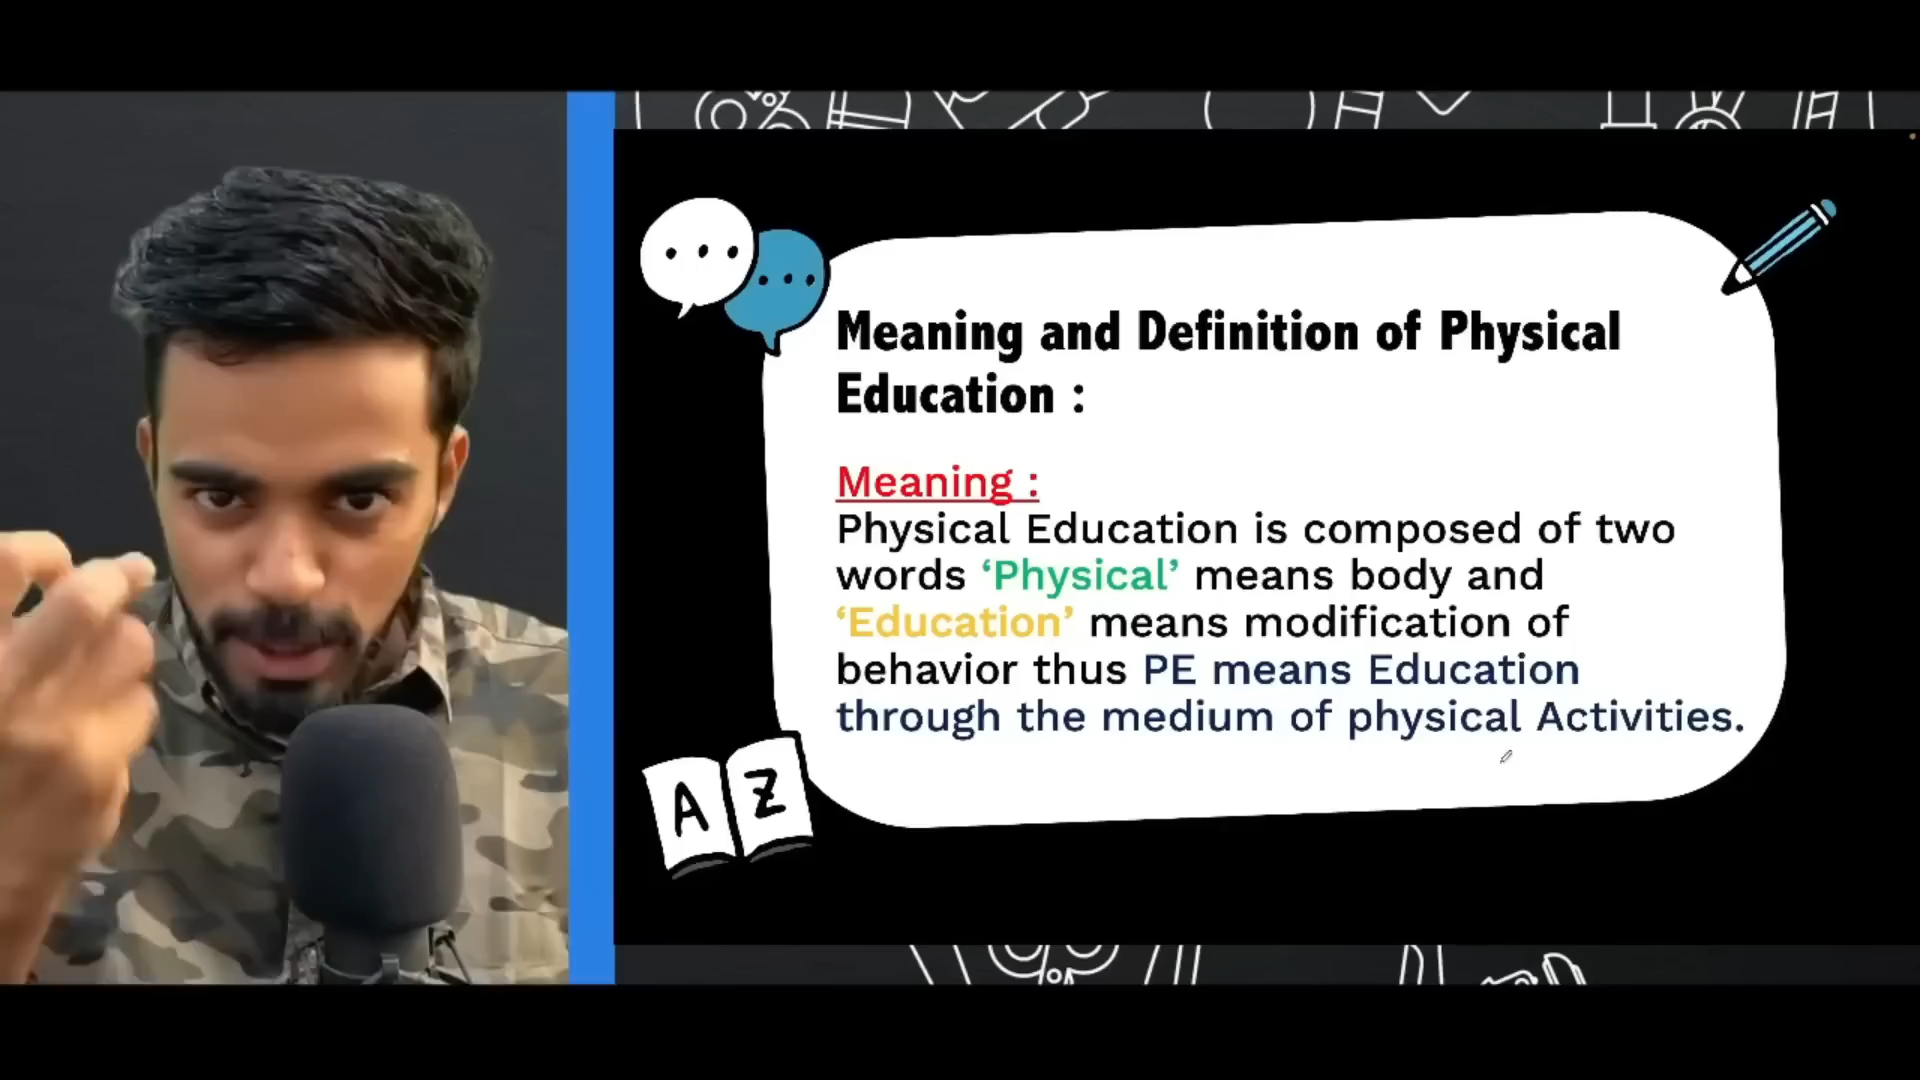 Meaning and Definition of Physical
Education :
Meaning :
Physical Education is composed of two
words ‘Physical’ means body and
‘Education’ means modification of
behavior thus PE means Education
through the medium of physical Activities.
A Z